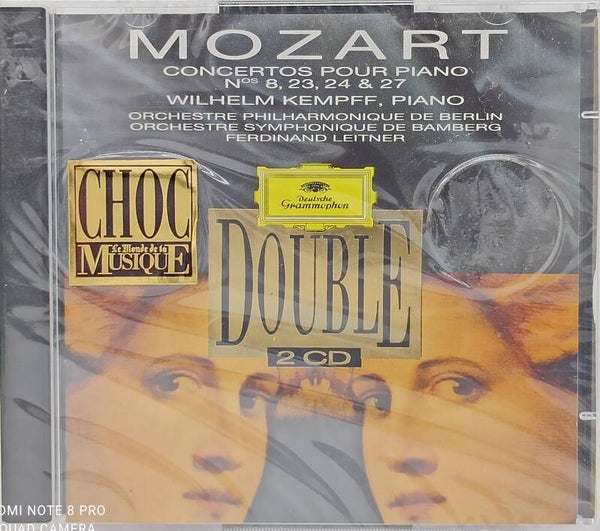 MOZART
CONCERTOS POUR PIANO
Nos 8, 23, 24 & 27
WILHELM KEMPFF, PIANO
ORCHESTRE PHILHARMONIQUE DE BERLIN
ORCHESTRE SYMPHONIQUE DE BAMBERG
FERDINAND LEITNER
CHOC
Le Monde de la
MUSIQUE
Deutsche
Grammophon
DOUBLE
2 CD
OMI NOTE 8 PRO
QUAD CAMERA